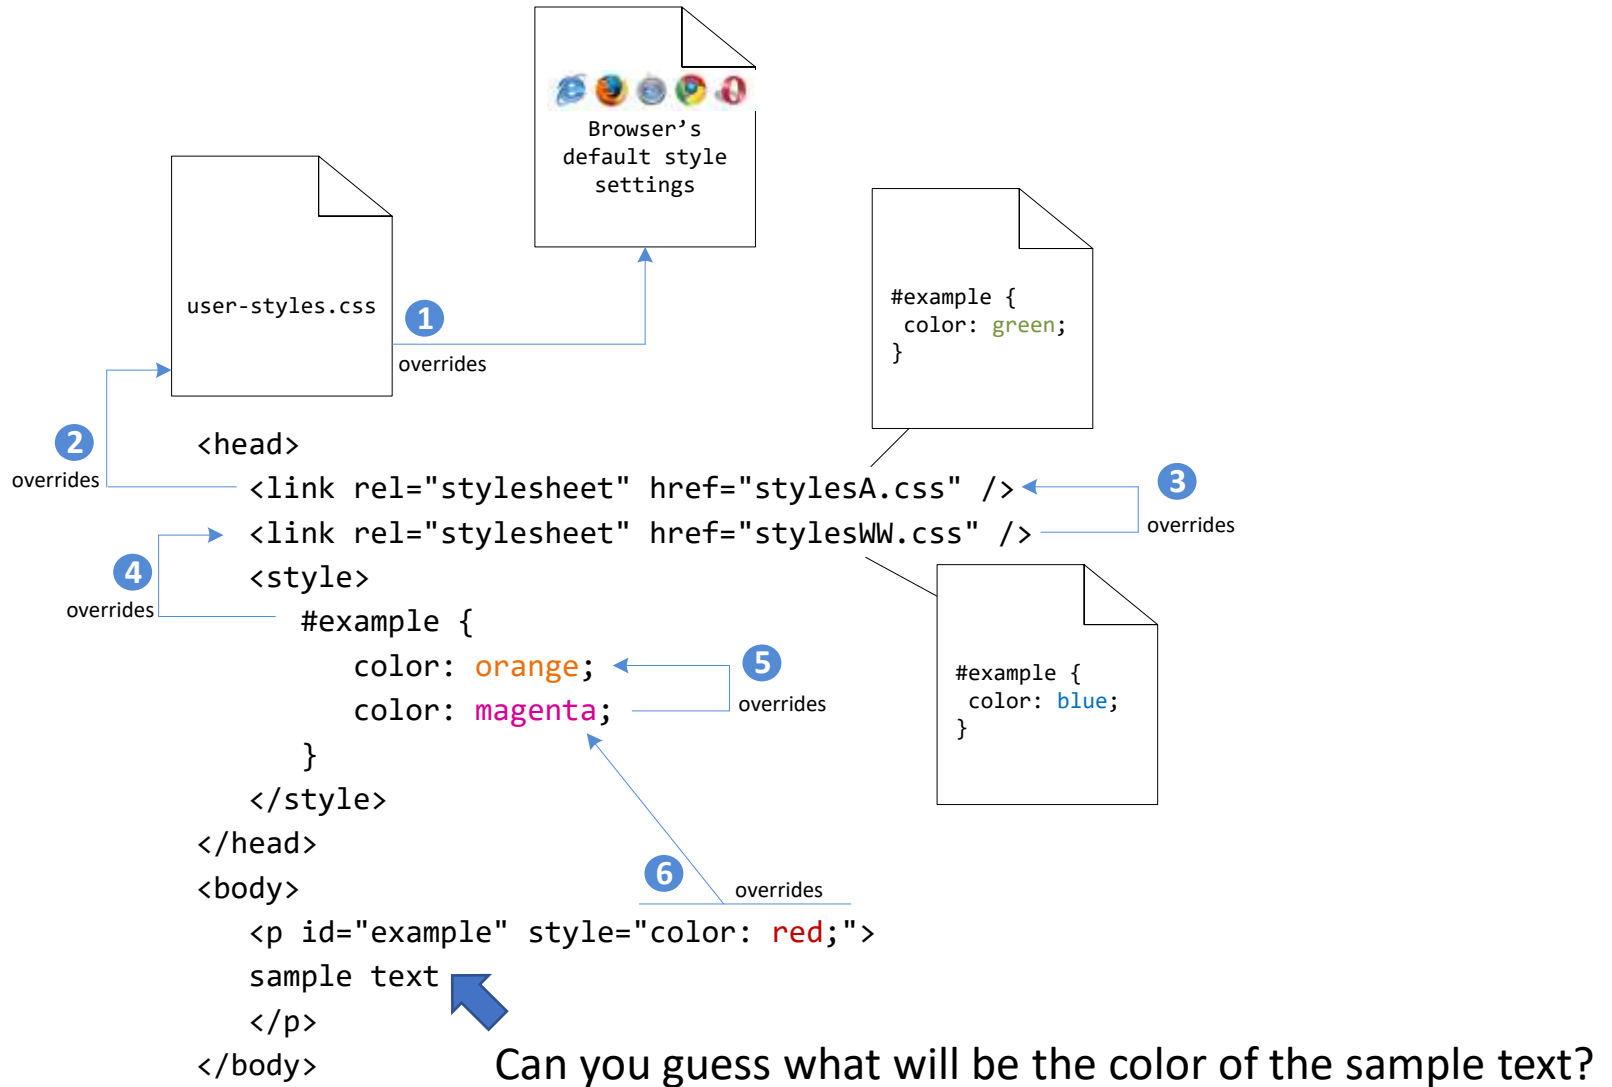 Browser’s
default style
settings
user-styles.css
1
overrides
#example {
color: green;
}
2
overrides
<head>
<link rel="stylesheet" href="stylesA.css" />
3
overrides
<link rel="stylesheet" href="stylesWW.css" />
4
overrides
<style>
#example {
color: orange;
5
overrides
color: magenta;
}
#example {
color: blue;
}
</style>
</head>
6
overrides
<body>
<p id="example" style="color: red;">
sample text
</p>
</body>
Can you guess what will be the color of the sample text?